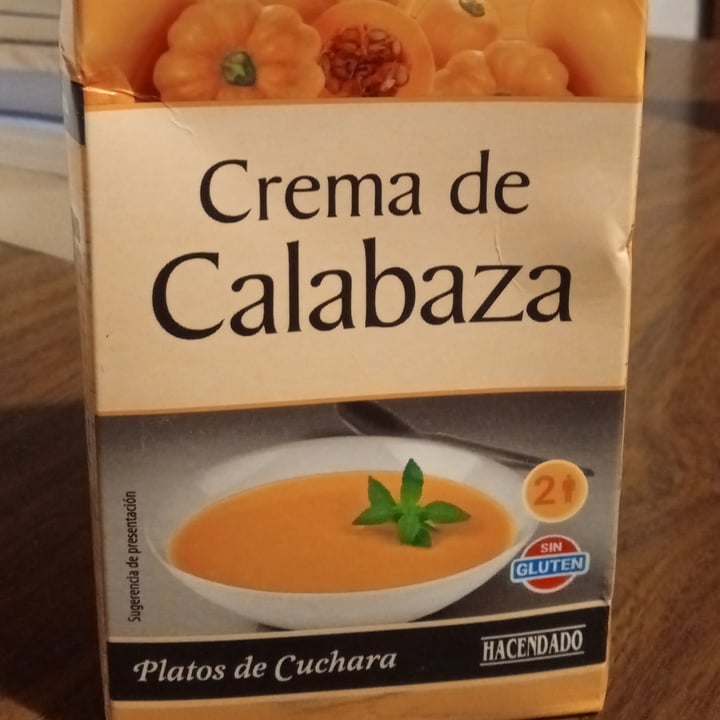 Crema de
Calabaza
2
SIN
GLUTEN
Sugerencia de presentación
Platos de Cuchara
HACENDADO